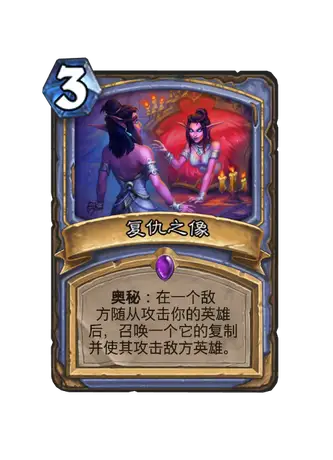 3
复仇之像
奥秘：在一个敌
方随从攻击你的英雄
后，召唤一个它的复制
并使其攻击敌方英雄。